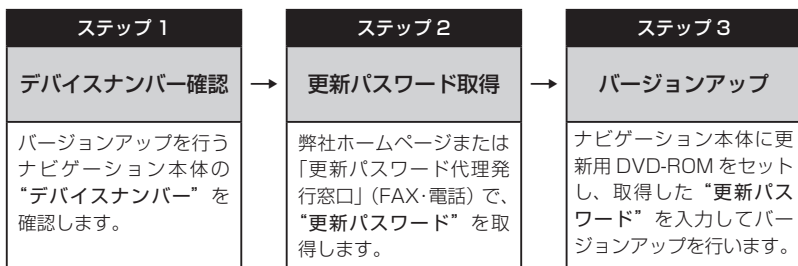 ステップ 1
デバイスナンバー確認
バージョンアップを行う
ナビゲーション本体の
“デバイスナンバー”を
確認します。
→
ステップ 2
更新パスワード取得
弊社ホームページまたは
「更新パスワード代理発
行窓口」（FAX・電話）で、
“更新パスワード”を取
得します。
→
ステップ 3
バージョンアップ
ナビゲーション本体に更
新用 DVD-ROM をセット
し、取得した“更新パス
ワード”を入力してバー
ジョンアップを行います。